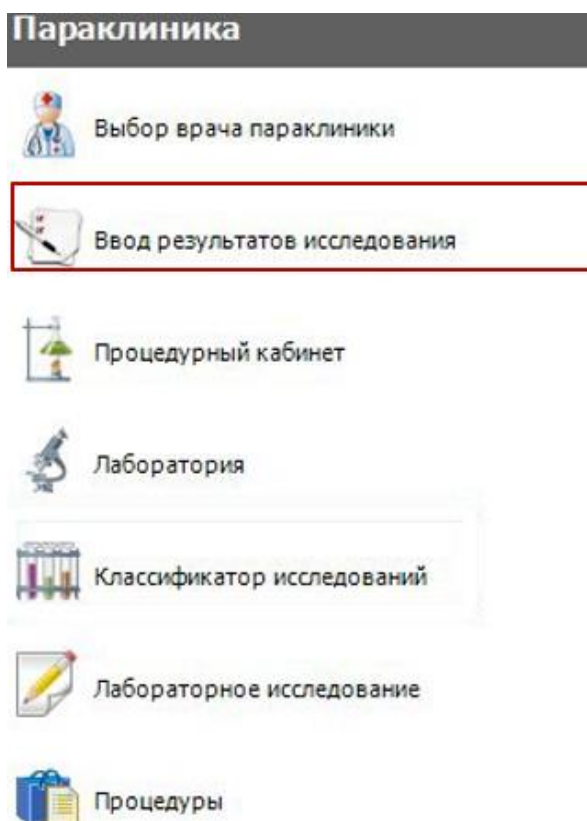 Параклиника
Выбор врача параклиники
Ввод результатов исследования
Процедурный кабинет
Лаборатория
Классификатор исследований
Лабораторное исследование
Процедуры